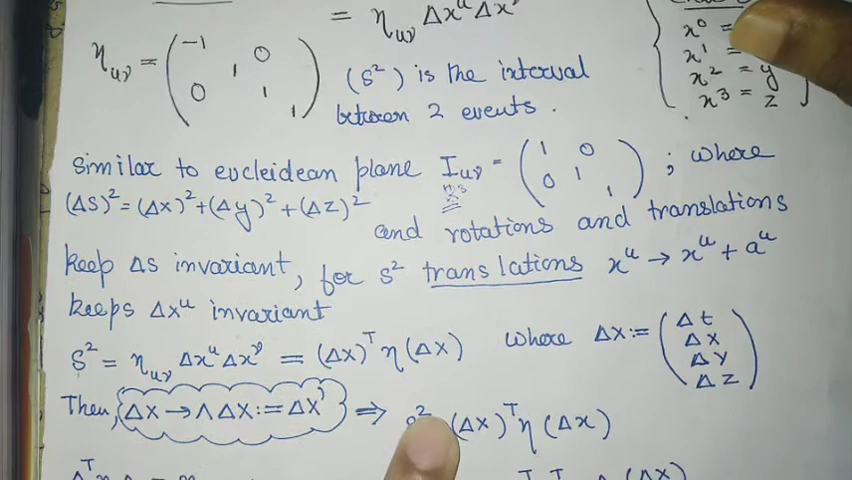 = η_{uν} Δx^u Δx^ν
η_{uν} = ( -1 0 1 0 1 1 )
x^0 =
x^1 =
x^2 = y
x^3 = z
(S²) is the interval
between 2 events.
Similar to eucleidean plane I_{uν} = ( 1 0 0 1 1 ) ; where
(ΔS)² = (Δx)² + (Δy)² + (Δz)²
and rotations and translations
keep Δs invariant, for S² translations x^u → x^u + a^u
keeps Δx^u invariant
S² = η_{uν} Δx^u Δx^ν = (Δx)^T η (Δx) where Δx := ( Δt Δx Δy Δz )
Then, Δx → Λ Δx := Δx' ⇒ (Δx)^T η (Δx)